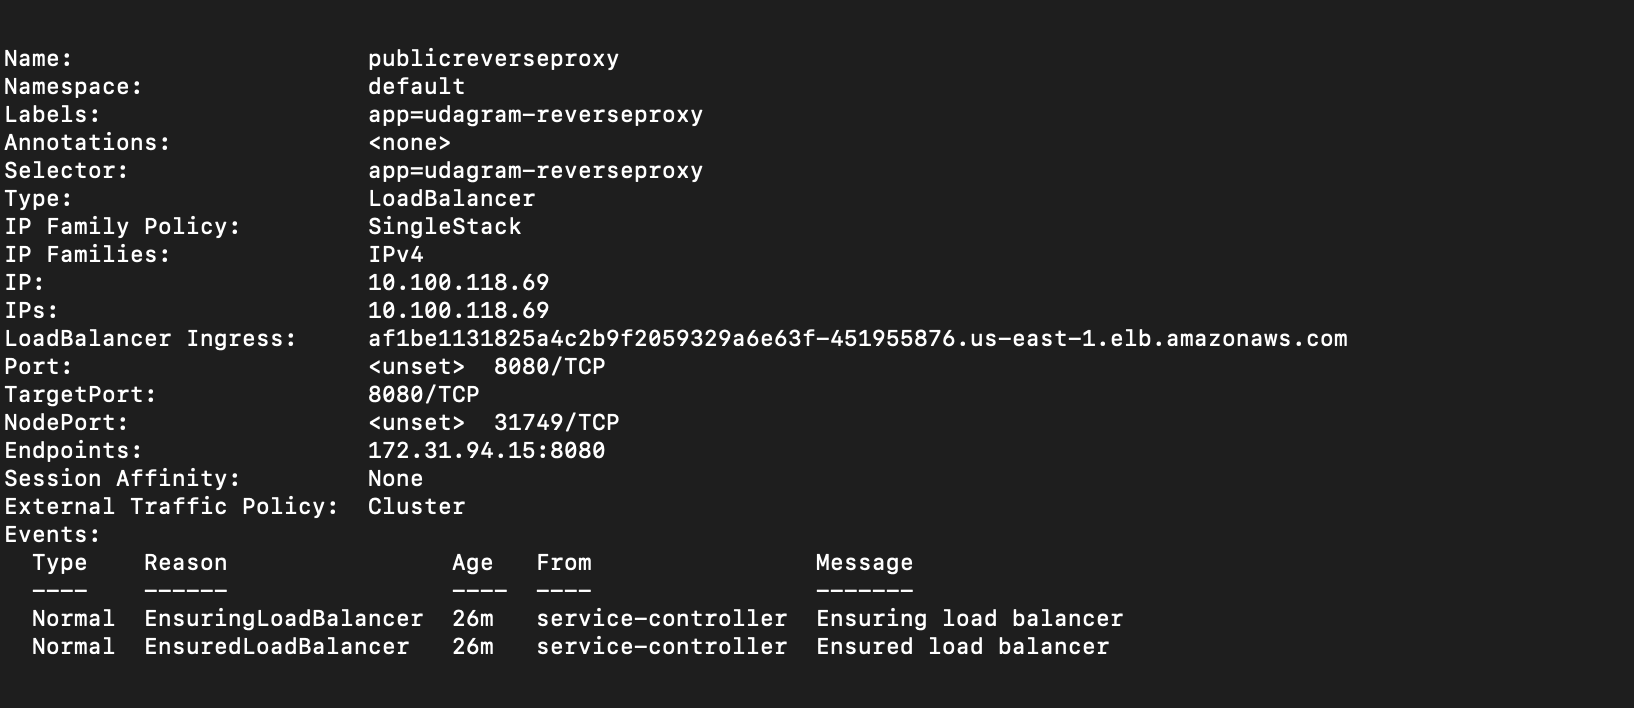 Name:                     publicreverseproxy
Namespace:                default
Labels:                   app=udagram-reverseproxy
Annotations:              <none>
Selector:                 app=udagram-reverseproxy
Type:                     LoadBalancer
IP Family Policy:         SingleStack
IP Families:              IPv4
IP:                       10.100.118.69
IPs:                      10.100.118.69
LoadBalancer Ingress:     af1be1131825a4c2b9f2059329a6e63f-451955876.us-east-1.elb.amazonaws.com
Port:                     <unset>  8080/TCP
TargetPort:               8080/TCP
NodePort:                 <unset>  31749/TCP
Endpoints:                172.31.94.15:8080
Session Affinity:         None
External Traffic Policy:  Cluster
Events:
  Type    Reason                Age   From                Message
  ----    ------                ----  ----                -------
  Normal  EnsuringLoadBalancer  26m   service-controller  Ensuring load balancer
  Normal  EnsuredLoadBalancer   26m   service-controller  Ensured load balancer